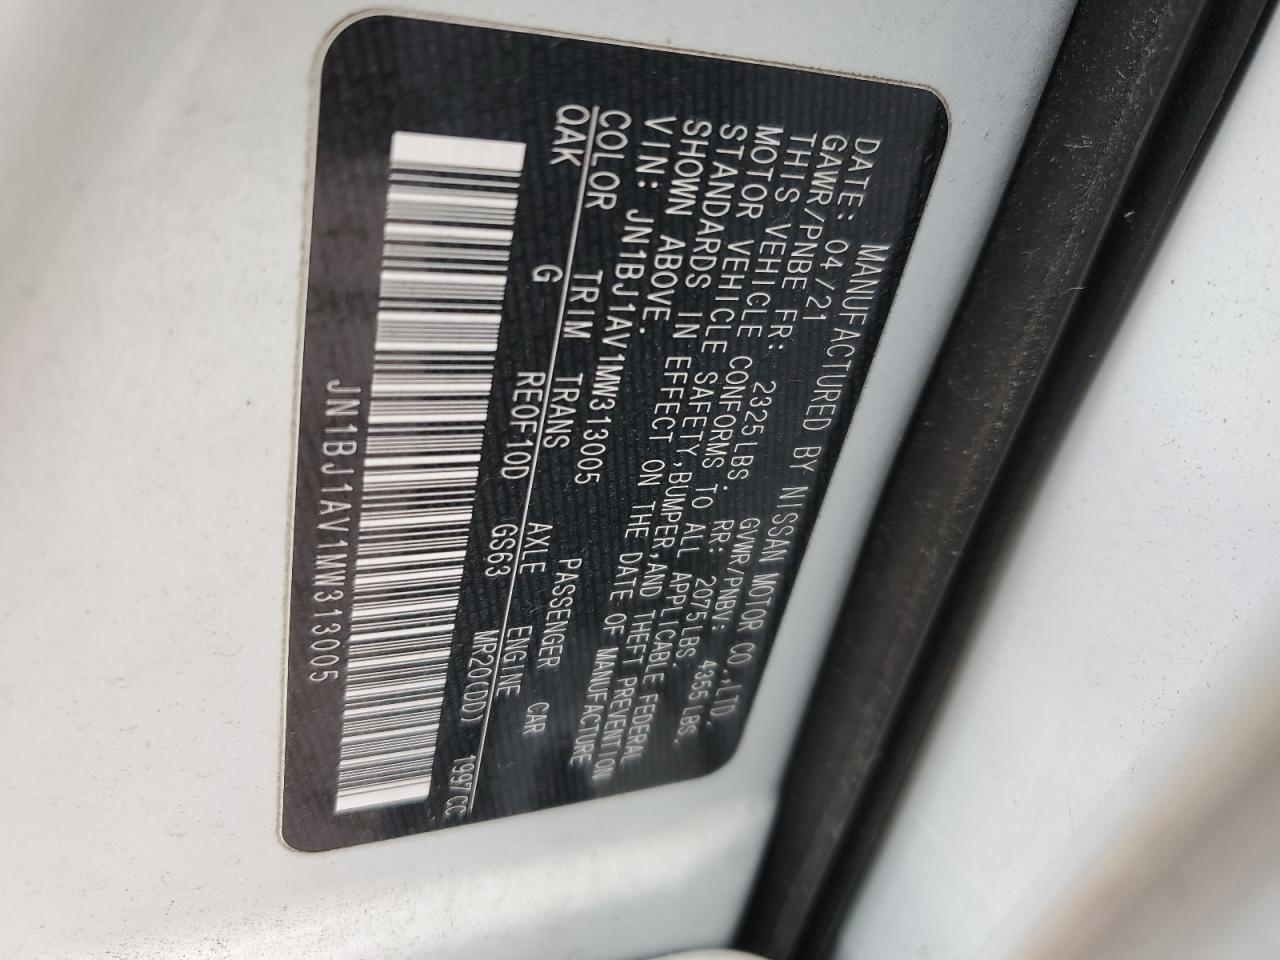 MANUFACTURED BY NISSAN MOTOR CO.,LTD.
DATE: 04/21 GVWR/PNBV: 4355LBS.
GAWR/PNBE FR: 2325LBS. RR: 2075LBS.
THIS VEHICLE CONFORMS TO ALL APPLICABLE FEDERAL
MOTOR VEHICLE SAFETY,BUMPER,AND THEFT PREVENTION
STANDARDS IN EFFECT ON THE DATE OF MANUFACTURE
SHOWN ABOVE.
VIN: JN1BJ1AV1MW313005 PASSENGER CAR
COLOR TRIM TRANS AXLE ENGINE
QAK G RE0F10D GS63 MR20(DD) 1997CC
JN1BJ1AV1MW313005